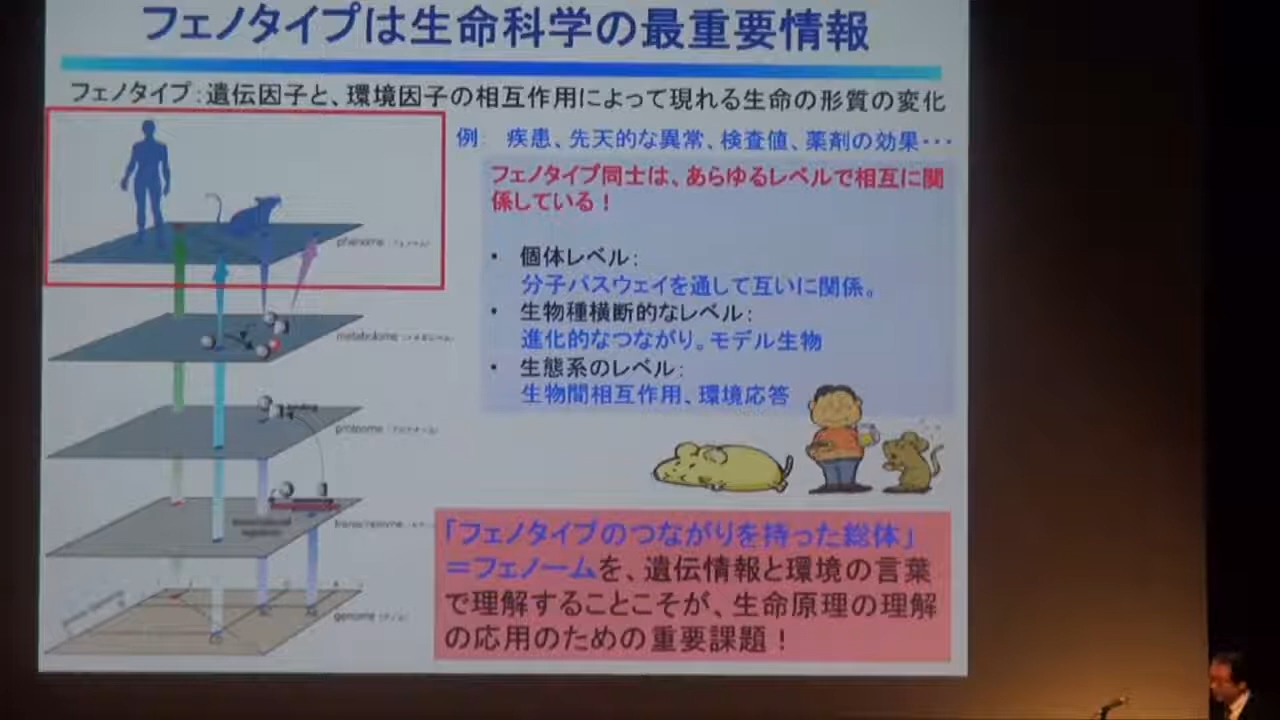 フェノタイプは生命科学の最重要情報
フェノタイプ：遺伝因子と、環境因子の相互作用によって現れる生命の形質の変化
例　疾患、先天的な異常、検査値、薬剤の効果・・・
フェノタイプ同士は、あらゆるレベルで相互に関
係している！
・ 個体レベル：
分子パスウェイを通して互いに関係。
・ 生物種横断的なレベル：
進化的なつながり。モデル生物
・ 生態系のレベル：
生物間相互作用、環境応答
phenome（フェノーム）
metabolome
proteome
transcriptome
genome（ゲノム）
「フェノタイプのつながりを持った総体」
＝フェノームを、遺伝情報と環境の言葉
で理解することこそが、生命原理の理解
の応用のための重要課題！